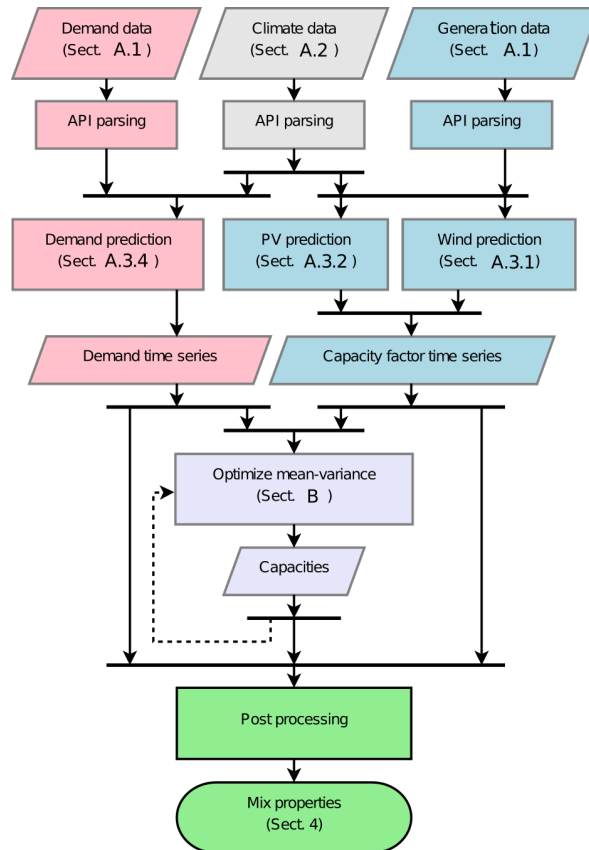 Demand data
(Sect. A.1 )
Climate data
(Sect. A.2 )
Generation data
(Sect. A.1)
API parsing
API parsing
API parsing
Demand prediction
(Sect. A.3.4)
PV prediction
(Sect. A.3.2)
Wind prediction
(Sect. A.3.1)
Demand time series
Capacity factor time series
Optimize mean-variance
(Sect. B )
Capacities
Post processing
Mix properties
(Sect. 4)